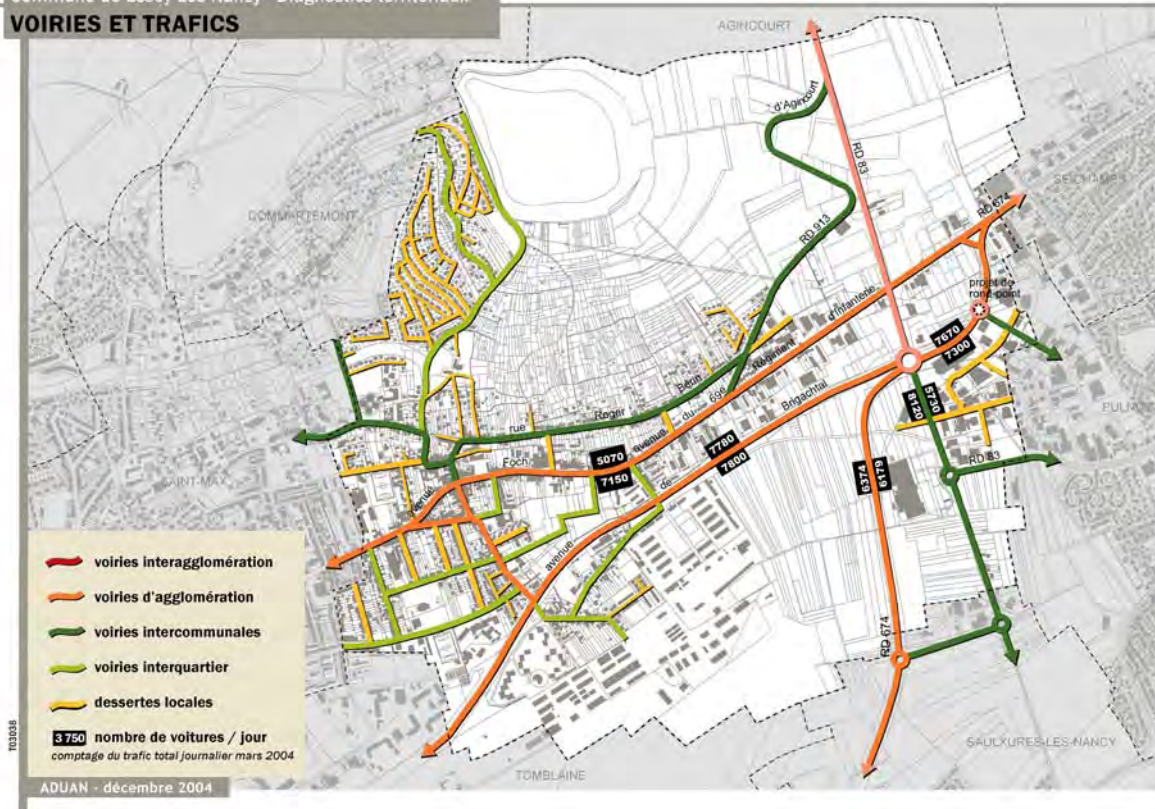 VOIRIES ET TRAFICS
AGINCOURT
d'Agincourt
RD 83
SEICHAMPS
DOMMARTEMONT
RD 674
RD 913
projet de
rond-point
d'Infanterie
Régiment
7670
7300
Bérin
Brigachtal
5730
8120
Roger
rue
69e
du
avenue
7780
7800
Foch
5070
7150
de
RD 83
6374
6179
SAINT-MAX
avenue
avenue
RD 674
voiries interagglomération
voiries d'agglomération
voiries intercommunales
voiries interquartier
dessertes locales
3 750 nombre de voitures / jour
comptage du trafic total journalier mars 2004
T03038
SAULXURES-LES-NANCY
TOMBLAINE
ADUAN - décembre 2004